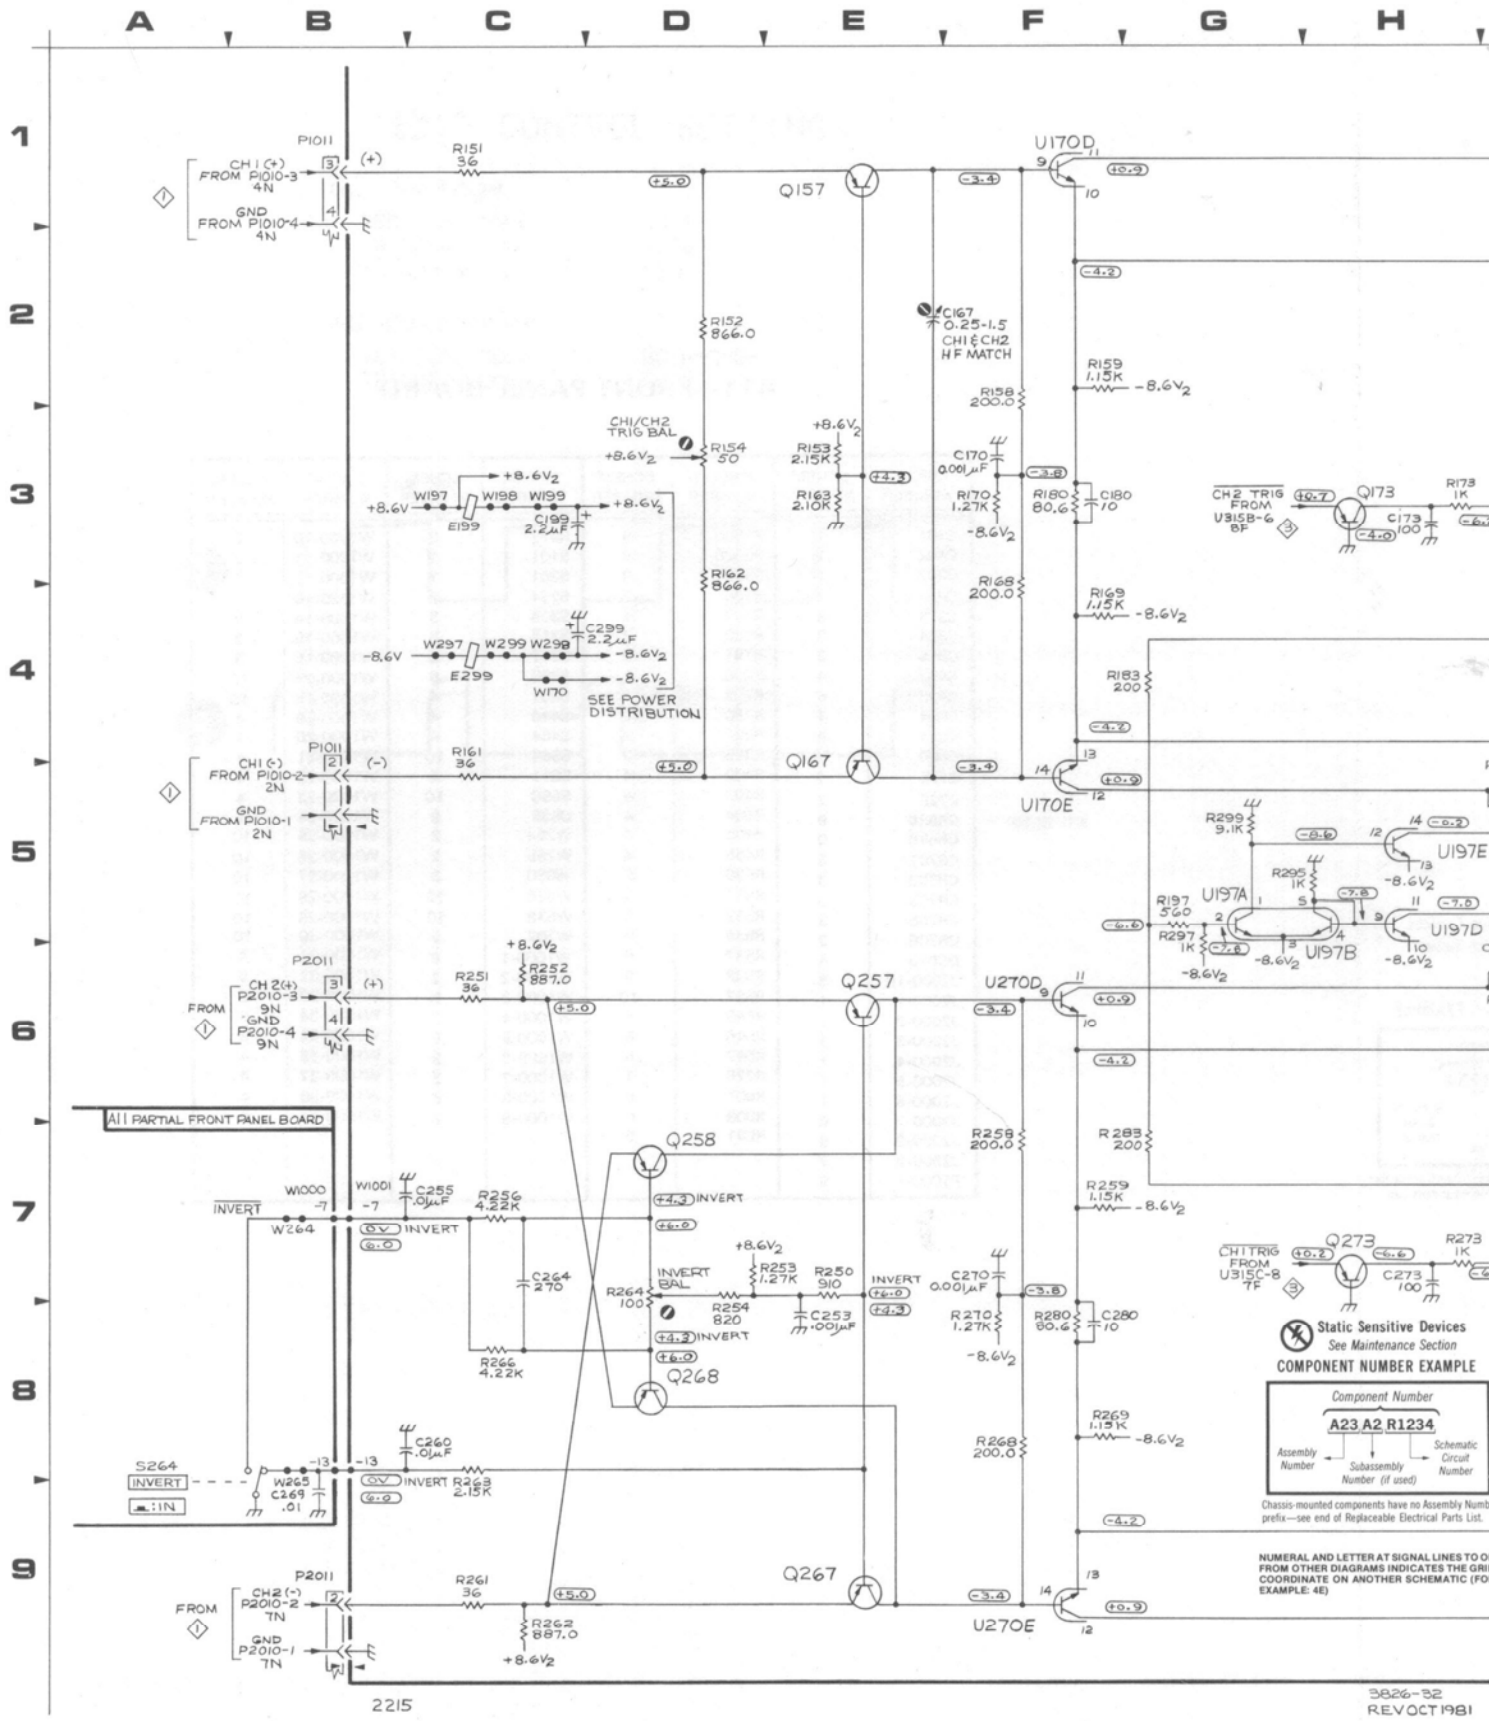 A B C D E F G H
1
P1011
3
CH 1 (+)
FROM P1010-3
4N
(+)
R151
36
+5.0
Q157
-3.4
U170D
9
11
10
+0.9
1
GND
FROM P1010-4
4N
4
-4.2
2
R152
866.0
C167
0.25-1.5
CH1 & CH2
HF MATCH
R159
1.15K
-8.6V2
R158
200.0
CH1/CH2
TRIG BAL
+8.6V2
R154
50
+8.6V2
R153
2.15K
+4.3
C170
0.001µF
-3.8
3
+8.6V2
W197 W198 W199
+8.6V
E199
C199
2.2µF
+
+8.6V2
R163
2.10K
R170
1.27K
-8.6V2
R180
80.6
C180
10
CH2 TRIG
FROM
U315B-6
8F
3
+0.7
Q173
-4.0
C173
100
R173
1K
R162
866.0
R168
200.0
R169
1.15K
-8.6V2
4
+
C299
2.2µF
W297 W299 W298
-8.6V
E299
-8.6V2
W170
-8.6V2
SEE POWER
DISTRIBUTION
R183
200
-4.2
P1011
2
CH1 (-)
FROM P1010-2
2N
(-)
R161
36
+5.0
Q167
-3.4
14
13
12
+0.9
U170E
1
GND
FROM P1010-1
2N
5
R299
9.1K
-8.6
12
14
-0.2
13
U197E
-8.6V2
R295
1K
-7.8
U197A
1
5
2
3
4
U197B
-6.6
R197
560
R297
1K
-7.8
-8.6V2
-8.6V2
9
11
-7.0
U197D
10
-8.6V2
P2011
3
CH 2(+)
P2010-3
9N
(+)
FROM
1
GND
P2010-4
9N
4
6
R251
36
+8.6V2
R252
887.0
+5.0
Q257
-3.4
U270D
9
11
10
+0.9
-4.2
A11 PARTIAL FRONT PANEL BOARD
Q258
R258
200.0
R283
200
7
INVERT
W1000
-7
W264
W1001
-7
C255
.01µF
0V INVERT
6.0
R256
4.22K
+4.3 INVERT
+6.0
R259
1.15K
-8.6V2
C264
270
INVERT
BAL
R264
100
+8.6V2
R253
1.27K
R254
820
R250
910
C253
.001µF
INVERT
+6.0
+4.3
C270
0.001µF
-3.8
R270
1.27K
-8.6V2
R280
80.6
C280
10
CH1 TRIG
FROM
U315C-8
7F
3
+0.2
Q273
-6.6
C273
100
R273
1K
+4.3 INVERT
+6.0
R266
4.22K
Q268
8
Static Sensitive Devices
See Maintenance Section
COMPONENT NUMBER EXAMPLE
Component Number
A23 A2 R1234
Assembly
Number
Subassembly
Number (if used)
Schematic
Circuit
Number
C260
.01µF
R268
200.0
R269
1.15K
-8.6V2
S264
INVERT
:IN
W265
C269
.01
-13
-13
0V INVERT
6.0
R263
2.15K
-4.2
9
P2011
2
CH2 (-)
P2010-2
7N
FROM
1
GND
P2010-1
7N
R261
36
+5.0
R262
887.0
+8.6V2
Q267
-3.4
14
13
12
+0.9
U270E
Chassis-mounted components have no Assembly Numb
prefix—see end of Replaceable Electrical Parts List.
NUMERAL AND LETTER AT SIGNAL LINES TO O
FROM OTHER DIAGRAMS INDICATES THE GRI
COORDINATE ON ANOTHER SCHEMATIC (FO
EXAMPLE: 4E)
2215
3826-32
REV OCT 1981